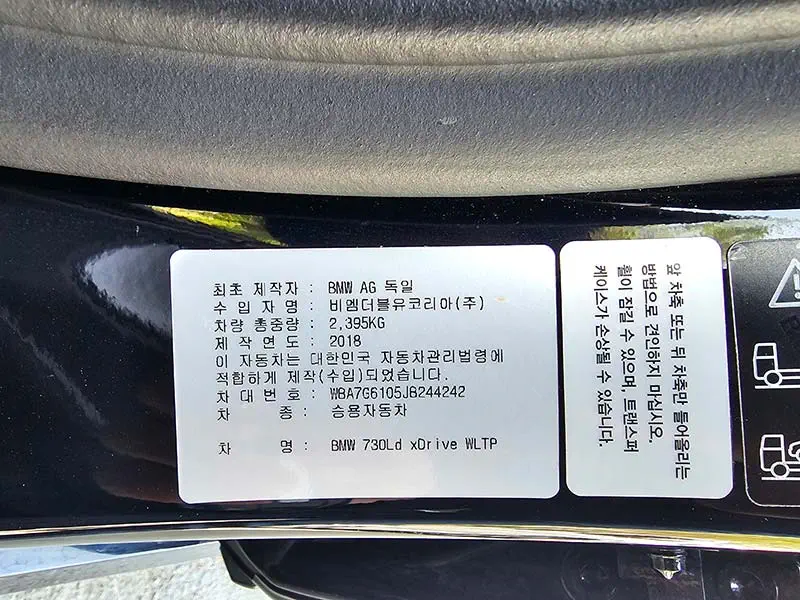 최초 제작자 : BMW AG 독일
수 입 자 명 : 비엠더블유코리아(주)
차량 총중량 : 2,395KG
제 작 연 도 : 2018
이 자동차는 대한민국 자동차관리법령에
적합하게 제작(수입)되었습니다.
차 대 번 호 : WBA7G6105JB244242
차 종 : 승용자동차
차 명 : BMW 730Ld xDrive WLTP
앞 차축 또는 뒤 차축만 들어올리는
방법으로 견인하지 마십시오.
휠이 잠길 수 있으며, 트랜스퍼
케이스가 손상될 수 있습니다.